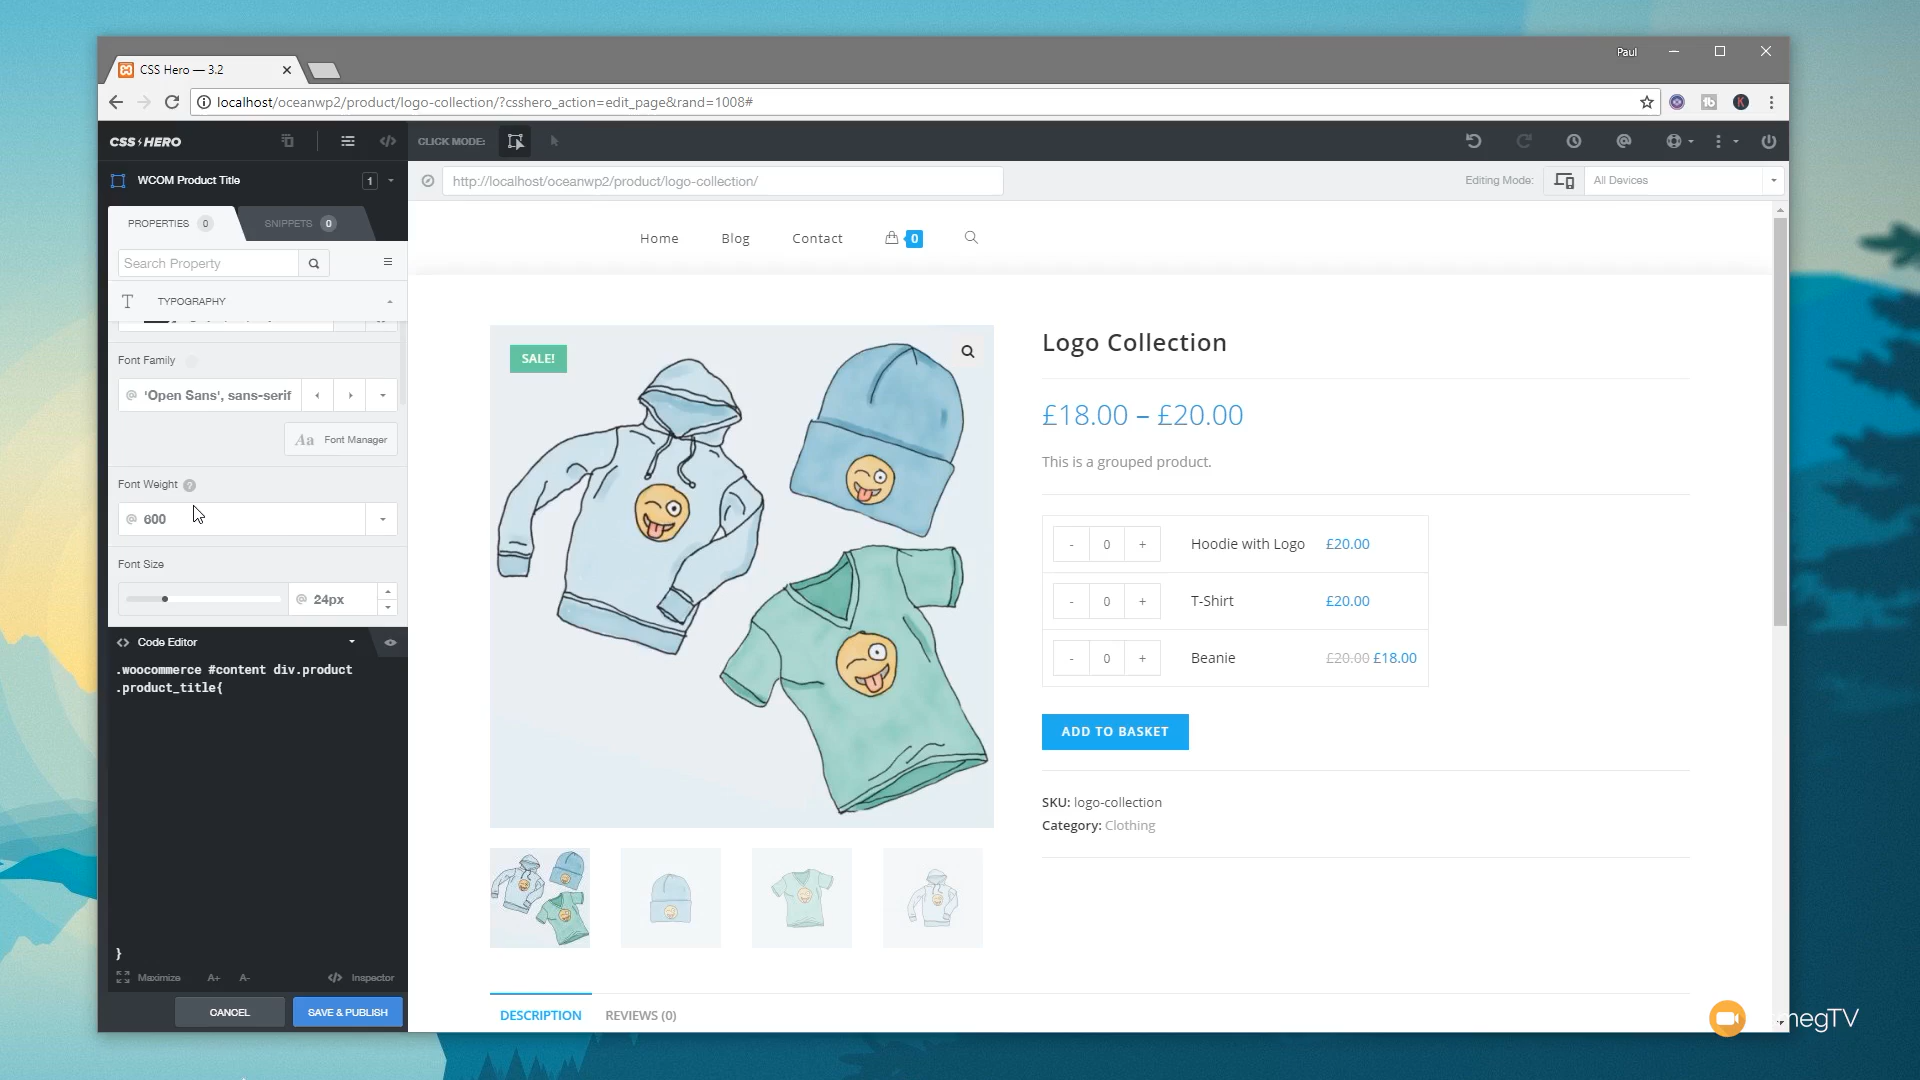 Paul
CSS Hero — 3.2
localhost/oceanwp2/product/logo-collection/?csshero_action=edit_page&rand=1008#
CSS HERO
CLICK MODE:
WCOM Product Title
1
http://localhost/oceanwp2/product/logo-collection/
Editing Mode:
All Devices
PROPERTIES 0
SNIPPETS 0
Search Property
TYPOGRAPHY
Font Family
@ 'Open Sans', sans-serif
Aa Font Manager
Font Weight ?
@ 600
Font Size
@ 24px
Code Editor
.woocommerce #content div.product
.product_title{
}
Maximize A+ A- Inspector
CANCEL
SAVE & PUBLISH
Home
Blog
Contact
0
SALE!
Logo Collection
£18.00 – £20.00
This is a grouped product.
- 0 + Hoodie with Logo £20.00
- 0 + T-Shirt £20.00
- 0 + Beanie £20.00 £18.00
ADD TO BASKET
SKU: logo-collection
Category: Clothing
DESCRIPTION
REVIEWS (0)